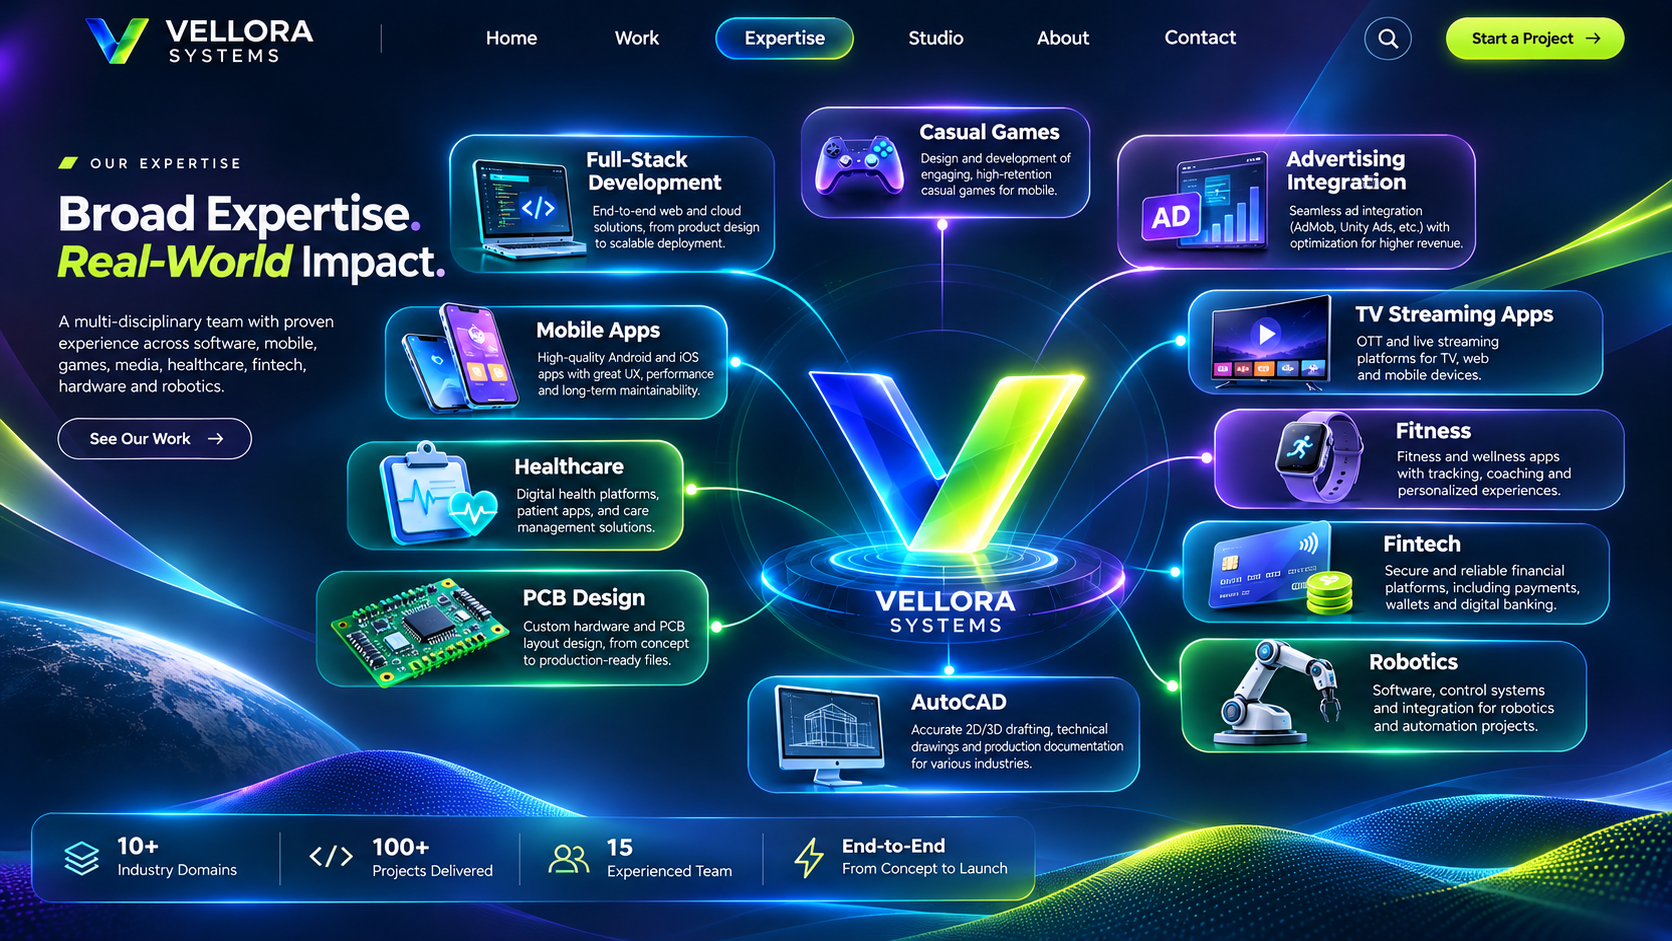 VELLORA
SYSTEMS
Home
Work
Expertise
Studio
About
Contact
Start a Project →
OUR EXPERTISE
Broad Expertise.
Real-World Impact.
A multi-disciplinary team with proven
experience across software, mobile,
games, media, healthcare, fintech,
hardware and robotics.
See Our Work →
Full-Stack
Development
End-to-end web and cloud
solutions, from product design
to scalable deployment.
</>
Casual Games
Design and development of
engaging, high-retention
casual games for mobile.
AD
Advertising
Integration
Seamless ad integration
(AdMob, Unity Ads, etc.) with
optimization for higher revenue.
Mobile Apps
High-quality Android and iOS
apps with great UX, performance
and long-term maintainability.
TV Streaming Apps
OTT and live streaming
platforms for TV, web
and mobile devices.
Healthcare
Digital health platforms,
patient apps, and care
management solutions.
Fitness
Fitness and wellness apps
with tracking, coaching and
personalized experiences.
PCB Design
Custom hardware and PCB
layout design, from concept
to production-ready files.
Fintech
Secure and reliable financial
platforms, including payments,
wallets and digital banking.
VELLORA
SYSTEMS
AutoCAD
Accurate 2D/3D drafting, technical
drawings and production documentation
for various industries.
Robotics
Software, control systems
and integration for robotics
and automation projects.
10+
Industry Domains
</>
100+
Projects Delivered
15
Experienced Team
End-to-End
From Concept to Launch